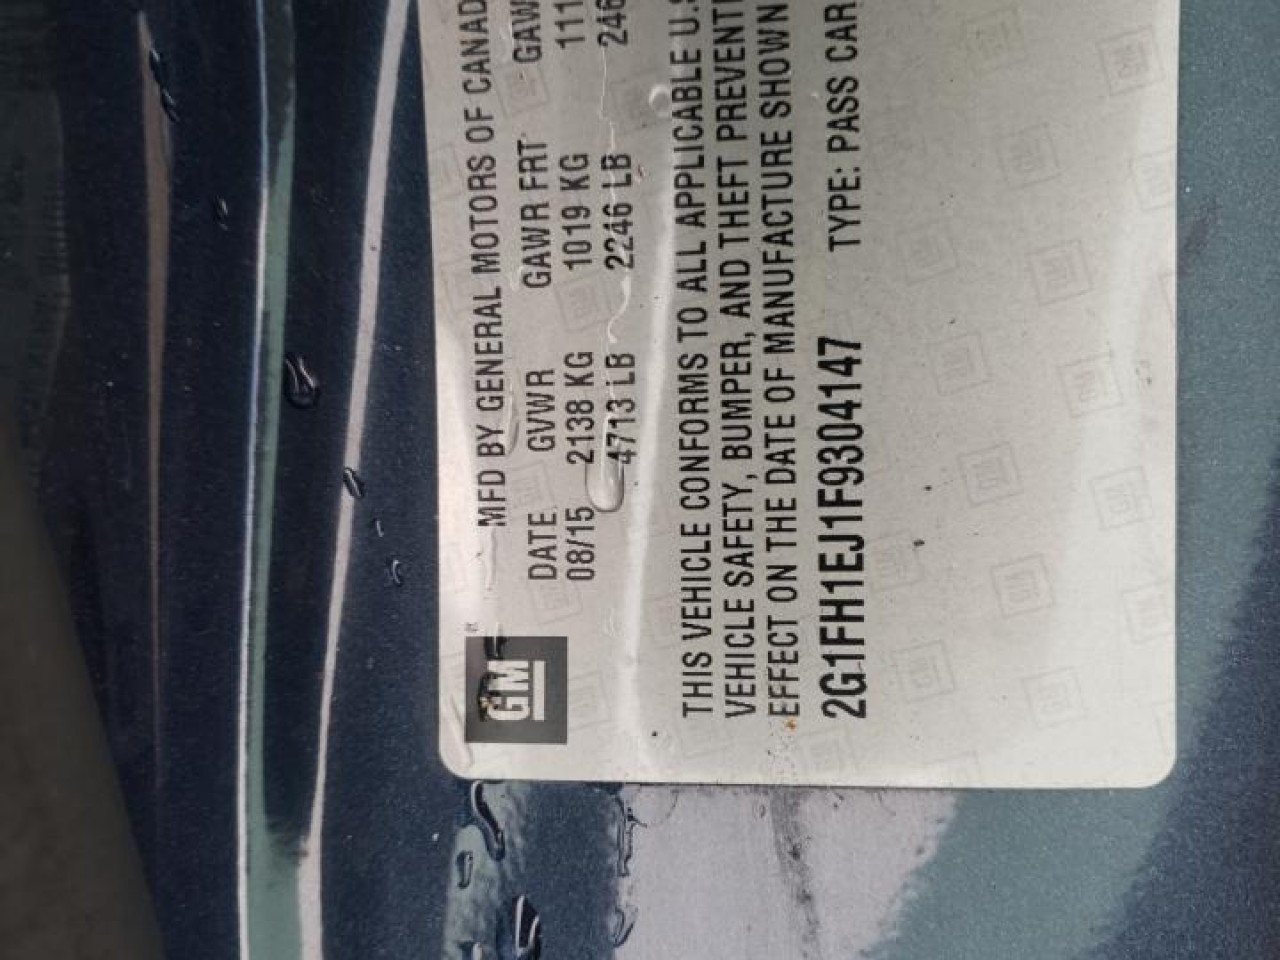 GM
MFD BY GENERAL MOTORS OF CANAD
DATE GVWR GAWR FRT GAW
08/15 2138 KG 1019 KG 111
4713 LB 2246 LB 246
THIS VEHICLE CONFORMS TO ALL APPLICABLE U.S
VEHICLE SAFETY, BUMPER, AND THEFT PREVENTI
EFFECT ON THE DATE OF MANUFACTURE SHOWN
2G1FH1EJ1F9304147 TYPE: PASS CAR